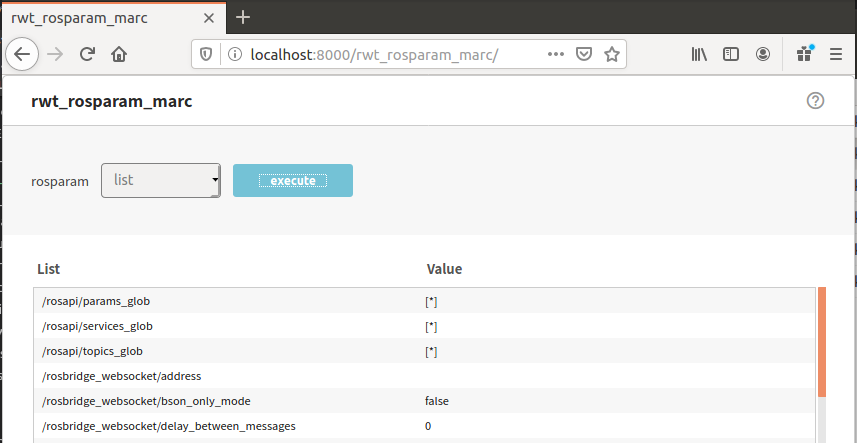 rwt_rosparam_marc
localhost:8000/rwt_rosparam_marc/
rwt_rosparam_marc
rosparam list execute
List Value
/rosapi/params_glob [*]
/rosapi/services_glob [*]
/rosapi/topics_glob [*]
/rosbridge_websocket/address
/rosbridge_websocket/bson_only_mode false
/rosbridge_websocket/delay_between_messages 0